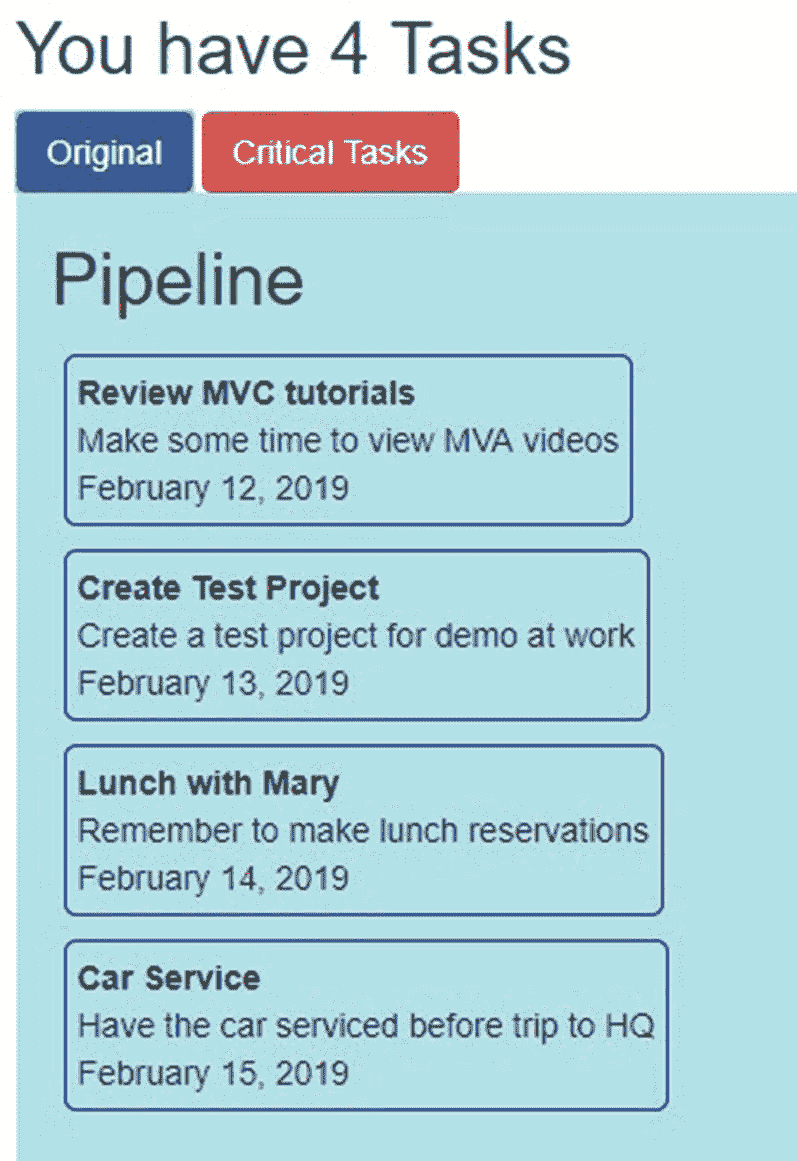 You have 4 Tasks
Original Critical Tasks
Pipeline
Review MVC tutorials
Make some time to view MVA videos
February 12, 2019
Create Test Project
Create a test project for demo at work
February 13, 2019
Lunch with Mary
Remember to make lunch reservations
February 14, 2019
Car Service
Have the car serviced before trip to HQ
February 15, 2019